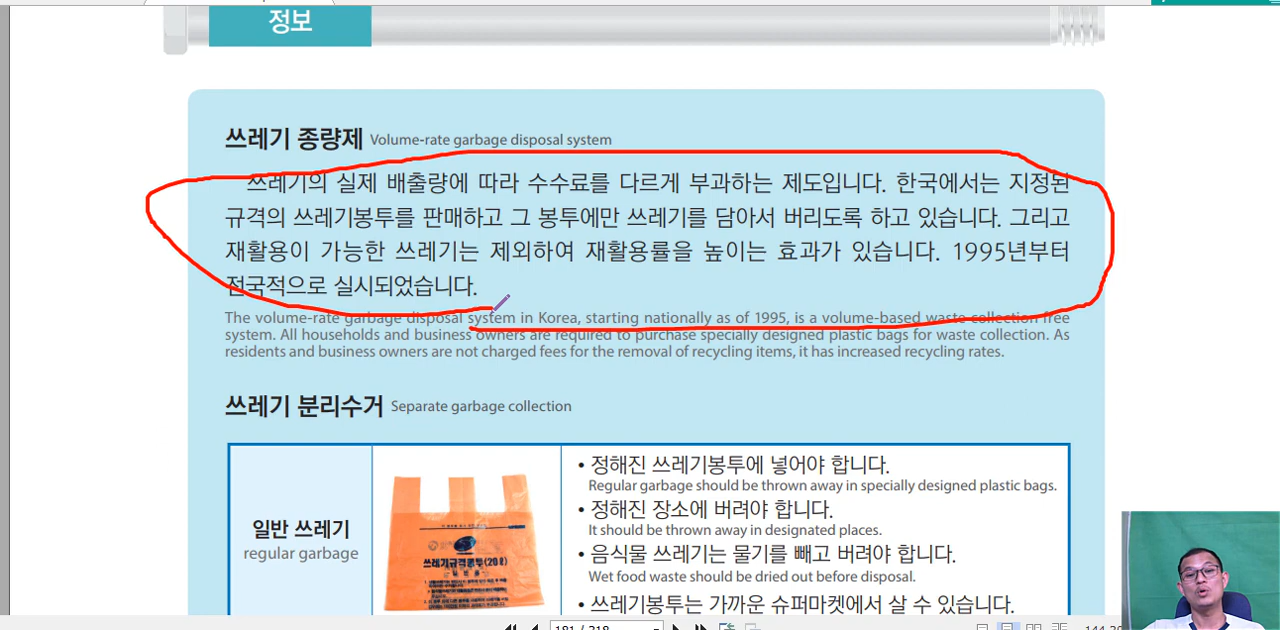 정보
쓰레기 종량제 Volume-rate garbage disposal system
쓰레기의 실제 배출량에 따라 수수료를 다르게 부과하는 제도입니다. 한국에서는 지정된
규격의 쓰레기봉투를 판매하고 그 봉투에만 쓰레기를 담아서 버리도록 하고 있습니다. 그리고
재활용이 가능한 쓰레기는 제외하여 재활용률을 높이는 효과가 있습니다. 1995년부터
전국적으로 실시되었습니다.
The volume-rate garbage disposal system in Korea, starting nationally as of 1995, is a volume-based waste collection free
system. All households and business owners are required to purchase specially designed plastic bags for waste collection. As
residents and business owners are not charged fees for the removal of recycling items, it has increased recycling rates.
쓰레기 분리수거 Separate garbage collection
일반 쓰레기
regular garbage
쓰레기규격봉투(20ℓ)
• 정해진 쓰레기봉투에 넣어야 합니다.
Regular garbage should be thrown away in specially designed plastic bags.
• 정해진 장소에 버려야 합니다.
It should be thrown away in designated places.
• 음식물 쓰레기는 물기를 빼고 버려야 합니다.
Wet food waste should be dried out before disposal.
• 쓰레기봉투는 가까운 슈퍼마켓에서 살 수 있습니다.
181 / 218